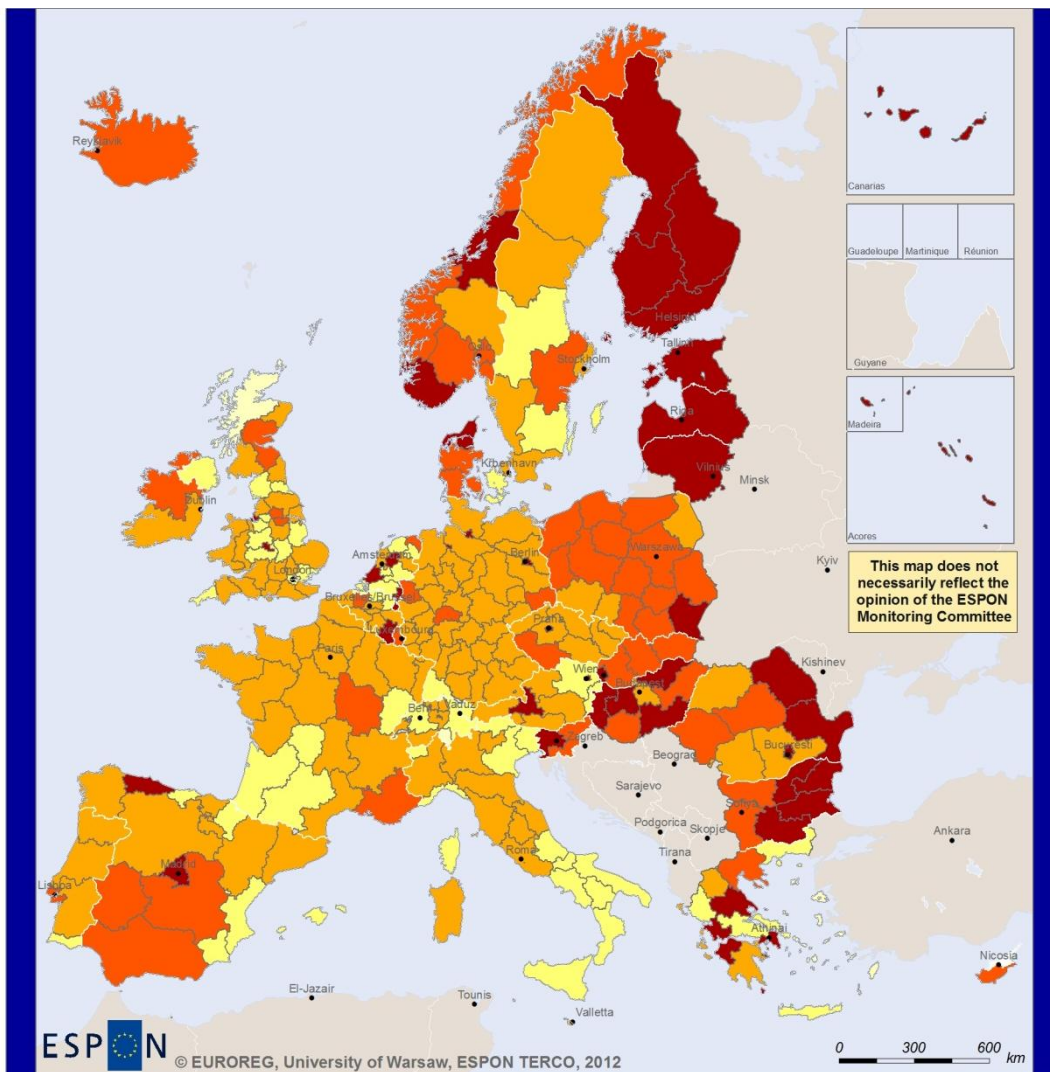 Reykjavik
Canarias
Guadeloupe
Martinique
Réunion
Guyane
Madeira
Acores
Helsinki
Tallinn
Oslo
Stockholm
Riga
Kībenhavn
Vilnius
Minsk
Dublin
Amsterdam
Berlin
Warszawa
London
Kyiv
This map does not
necessarily reflect the
opinion of the ESPON
Monitoring Committee
Luxembourg
Praha
Paris
Wien
Kishinev
Budapest
Bern
Vaduz
Zagreb
Bucuresti
Beograd
Sarajevo
Sofiya
Podgorica
Skopje
Ankara
Madrid
Roma
Tirana
Lisboa
Athinai
Nicosia
El-Jazair
Tounis
Valletta
ESPON
© EUROREG, University of Warsaw, ESPON TERCO, 2012
0 300 600
km